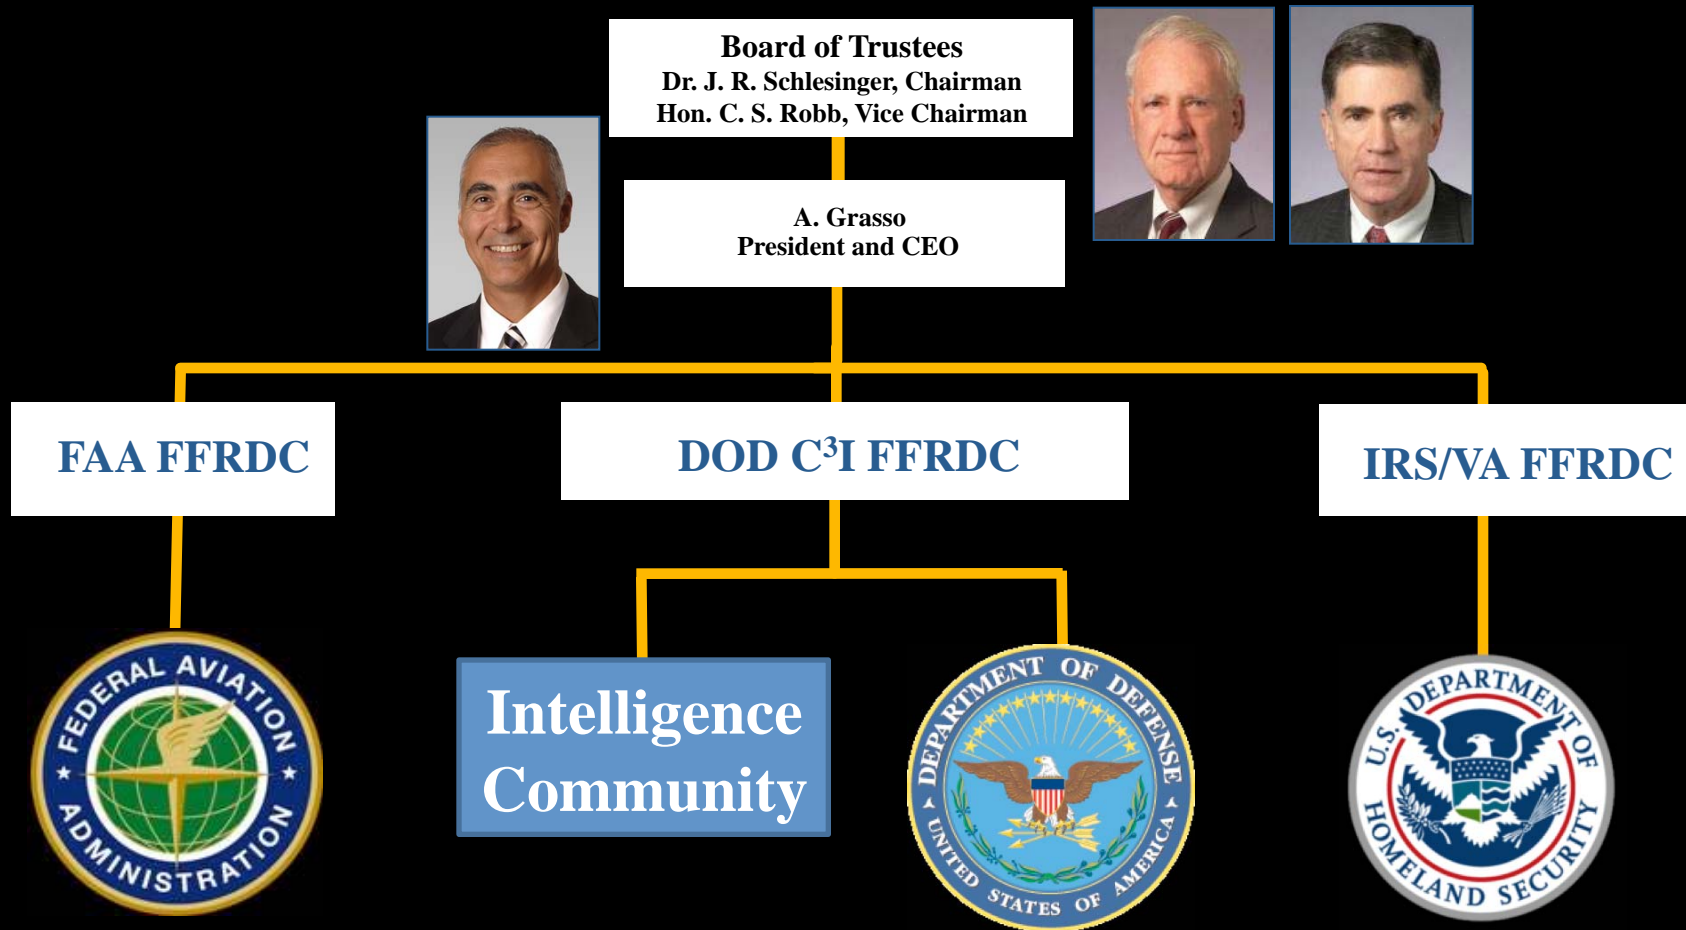 Board of Trustees
Dr. J. R. Schlesinger, Chairman
Hon. C. S. Robb, Vice Chairman
A. Grasso
President and CEO
FAA FFRDC
DOD C³I FFRDC
IRS/VA FFRDC
FEDERAL AVIATION
ADMINISTRATION
Intelligence
Community
DEPARTMENT OF DEFENSE
UNITED STATES OF AMERICA
U.S. DEPARTMENT OF
HOMELAND SECURITY